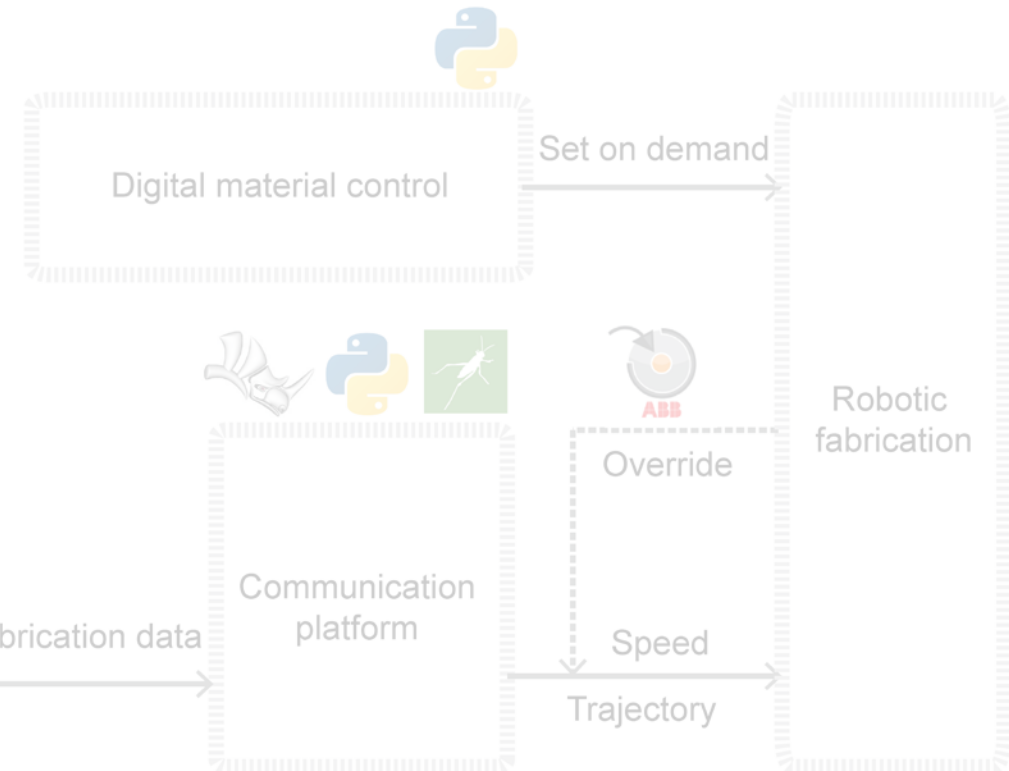 Digital material control
Set on demand
ABB
Override
Robotic
fabrication
Communication
platform
brication data
Speed
Trajectory